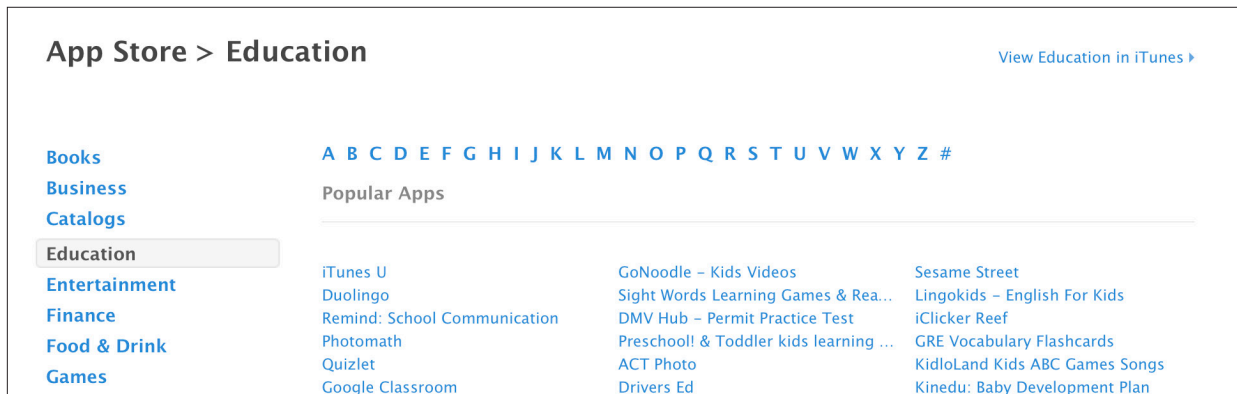 App Store > Education
View Education in iTunes
Books
Business
Catalogs
Education
Entertainment
Finance
Food & Drink
Games
A B C D E F G H I J K L M N O P Q R S T U V W X Y Z #
Popular Apps
iTunes U
Duolingo
Remind: School Communication
Photomath
Quizlet
Google Classroom
GoNoodle – Kids Videos
Sight Words Learning Games & Rea...
DMV Hub – Permit Practice Test
Preschool! & Toddler kids learning ...
ACT Photo
Drivers Ed
Sesame Street
Lingokids – English For Kids
iClicker Reef
GRE Vocabulary Flashcards
KidloLand Kids ABC Games Songs
Kinedu: Baby Development Plan